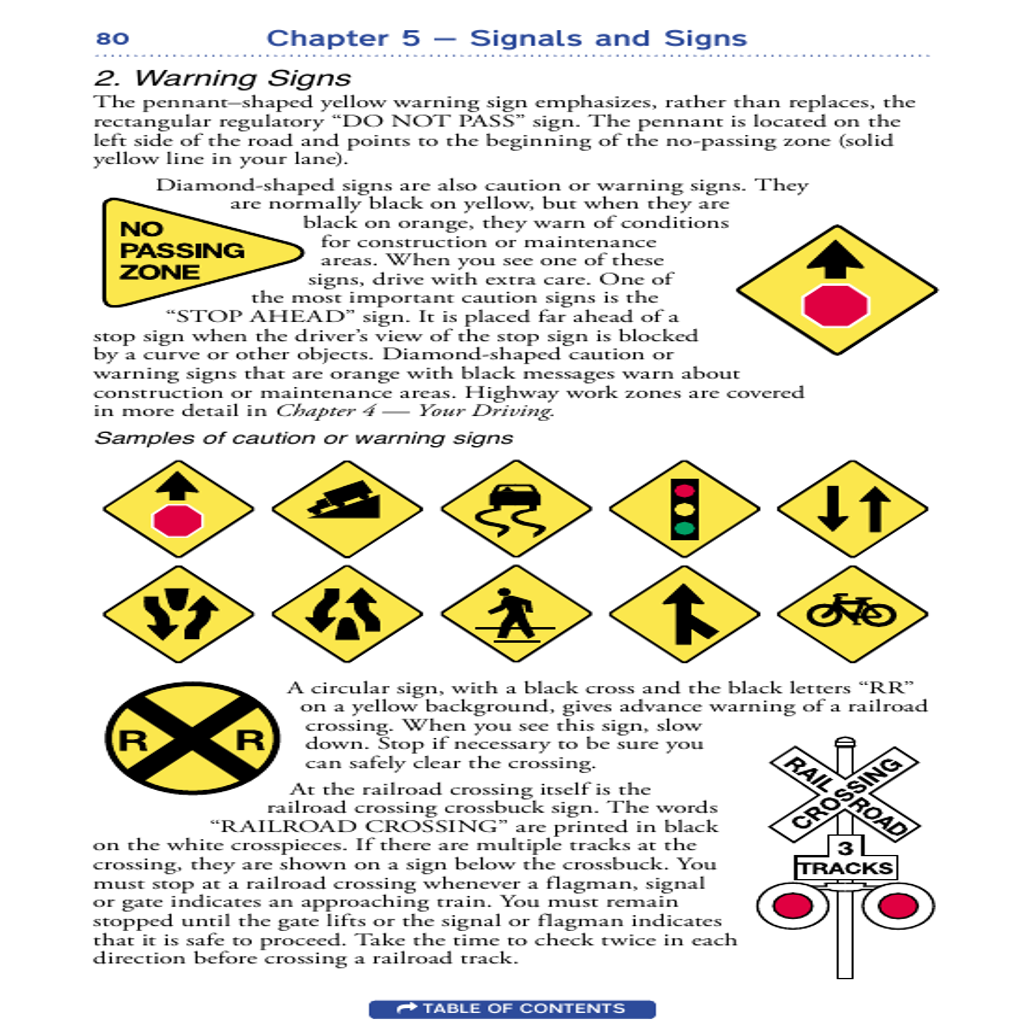 80
Chapter 5 – Signals and Signs
2. Warning Signs
The pennant–shaped yellow warning sign emphasizes, rather than replaces, the
rectangular regulatory “DO NOT PASS” sign. The pennant is located on the
left side of the road and points to the beginning of the no-passing zone (solid
yellow line in your lane).
Diamond-shaped signs are also caution or warning signs. They
are normally black on yellow, but when they are
black on orange, they warn of conditions
for construction or maintenance
areas. When you see one of these
signs, drive with extra care. One of
the most important caution signs is the
“STOP AHEAD” sign. It is placed far ahead of a
stop sign when the driver’s view of the stop sign is blocked
by a curve or other objects. Diamond-shaped caution or
warning signs that are orange with black messages warn about
construction or maintenance areas. Highway work zones are covered
in more detail in Chapter 4 — Your Driving.
NO
PASSING
ZONE
Samples of caution or warning signs
A circular sign, with a black cross and the black letters “RR”
on a yellow background, gives advance warning of a railroad
crossing. When you see this sign, slow
down. Stop if necessary to be sure you
can safely clear the crossing.
R R
At the railroad crossing itself is the
railroad crossing crossbuck sign. The words
“RAILROAD CROSSING” are printed in black
on the white crosspieces. If there are multiple tracks at the
crossing, they are shown on a sign below the crossbuck. You
must stop at a railroad crossing whenever a flagman, signal
or gate indicates an approaching train. You must remain
stopped until the gate lifts or the signal or flagman indicates
that it is safe to proceed. Take the time to check twice in each
direction before crossing a railroad track.
RAIL ROAD
CROSSING
3
TRACKS
TABLE OF CONTENTS